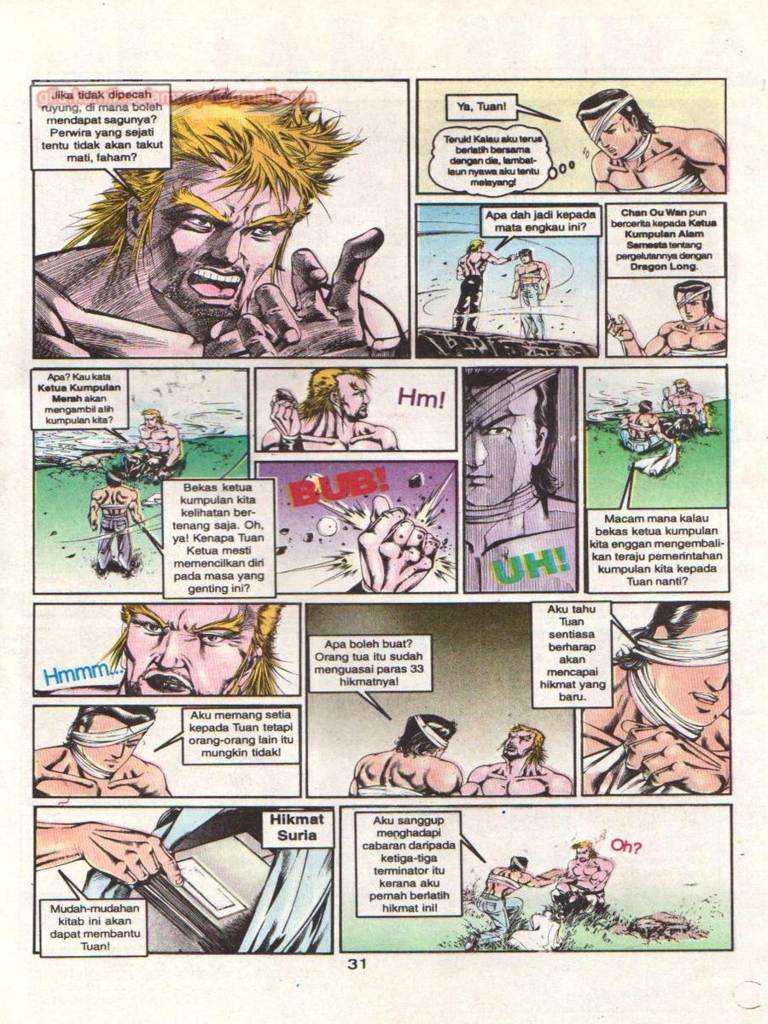 Jika tidak dipecah
ruyung, di mana boleh
mendapat sagunya?
Perwira yang sejati
tentu tidak akan takut
mati, faham?
Ya, Tuan!
Teruk! Kalau aku terus
berlatih bersama
dengan dia, lambat-
laun nyawa aku tentu
melayang!
Apa dah jadi kepada
mata engkau ini?
Chan Ou Wan pun
bercerita kepada Ketua
Kumpulan Alam
Semesta tentang
pergelutannya dengan
Dragon Long.
Apa? Kau kata
Ketua Kumpulan
Merah akan
mengambil alih
kumpulan kita?
Bekas ketua
kumpulan kita
kelihatan ber-
tenang saja. Oh,
ya! Kenapa Tuan
Ketua mesti
memencilkan diri
pada masa yang
genting ini?
Hm!
BUB!
UH!
Macam mana kalau
bekas ketua kumpulan
kita enggan mengembali-
kan teraju pemerintahan
kumpulan kita kepada
Tuan nanti?
Hmmm...
Aku memang setia
kepada Tuan tetapi
orang-orang lain itu
mungkin tidak!
Apa boleh buat?
Orang tua itu sudah
menguasai paras 33
hikmatnya!
Aku tahu
Tuan
sentiasa
berharap
akan
mencapai
hikmat yang
baru.
Hikmat
Suria
Mudah-mudahan
kitab ini akan
dapat membantu
Tuan!
Aku sanggup
menghadapi
cabaran daripada
ketiga-tiga
terminator itu
kerana aku
pernah berlatih
hikmat ini!
Oh?
31